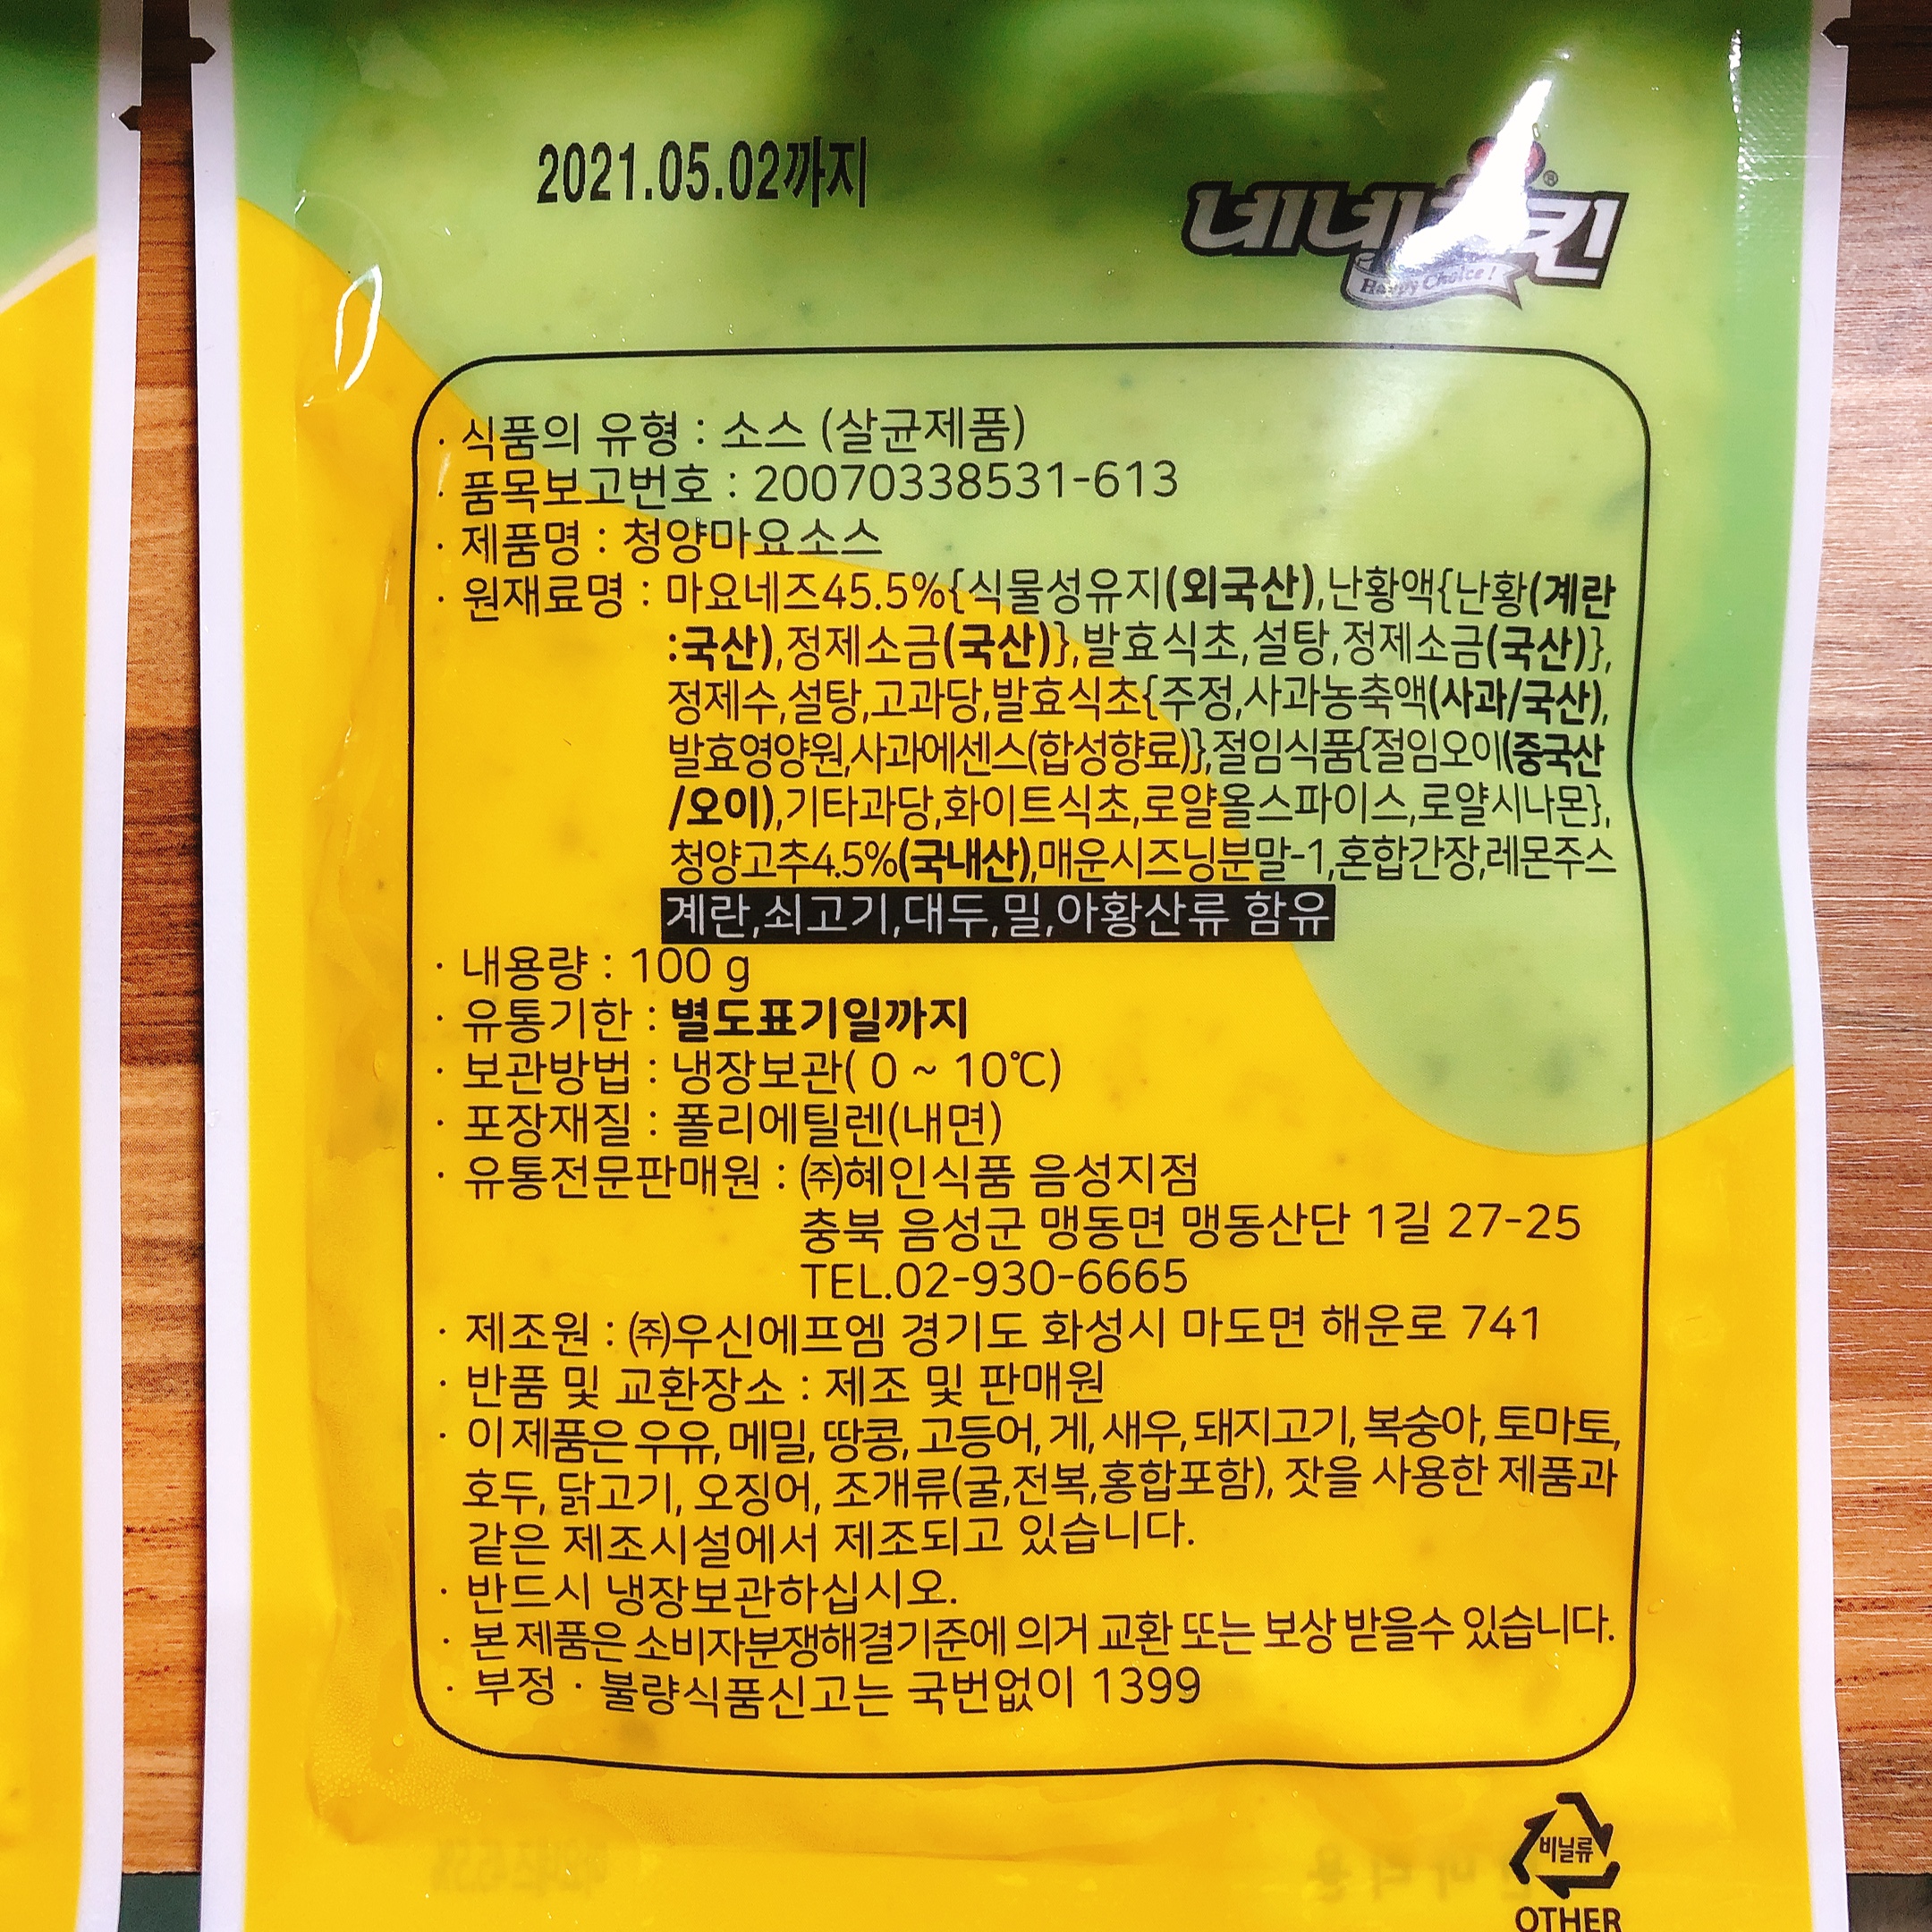 2021.05.02까지
네네 킨
Happy Choice!
· 식품의 유형 : 소스 (살균제품)
· 품목보고번호 : 20070338531-613
· 제품명 : 청양마요소스
· 원재료명 : 마요네즈45.5%{식물성유지(외국산),난황액{난황(계란
:국산),정제소금(국산)},발효식초,설탕,정제소금(국산)},
정제수,설탕,고과당,발효식초{주정,사과농축액(사과/국산),
발효영양원,사과에센스(합성향료)},절임식품{절임오이(중국산
/오이),기타과당,화이트식초,로얄올스파이스,로얄시나몬},
청양고추4.5%(국내산),매운시즈닝분말-1,혼합간장,레몬주스
계란,쇠고기,대두,밀,아황산류 함유
· 내용량 : 100 g
· 유통기한 : 별도표기일까지
· 보관방법 : 냉장보관( 0 ~ 10℃)
· 포장재질 : 폴리에틸렌(내면)
· 유통전문판매원 : ㈜혜인식품 음성지점
충북 음성군 맹동면 맹동산단 1길 27-25
TEL.02-930-6665
· 제조원 : ㈜우신에프엠 경기도 화성시 마도면 해운로 741
· 반품 및 교환장소 : 제조 및 판매원
· 이 제품은 우유, 메밀, 땅콩, 고등어, 게, 새우, 돼지고기, 복숭아, 토마토,
호두, 닭고기, 오징어, 조개류(굴,전복,홍합포함), 잣을 사용한 제품과
같은 제조시설에서 제조되고 있습니다.
· 반드시 냉장보관하십시오.
· 본 제품은 소비자분쟁해결기준에 의거 교환 또는 보상 받을수 있습니다.
· 부정 · 불량식품신고는 국번없이 1399
비닐류
OTHER